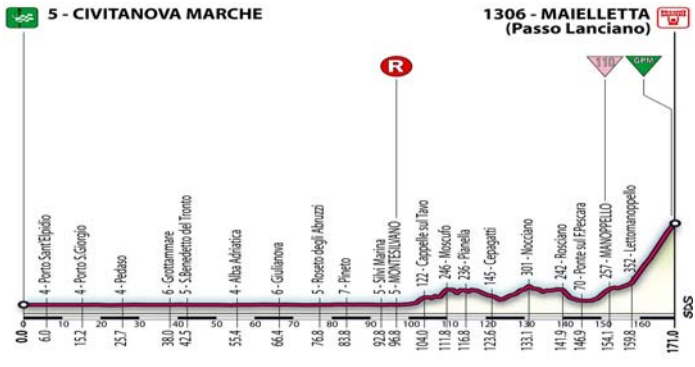 5 - CIVITANOVA MARCHE
1306 - MAIELLETTA
(Passo Lanciano)
R
110
GPM
4 - Porto Sant'Elpidio
4 - Porto S.Giorgio
4 - Pedaso
6 - Grottammare
5 - S.Benedetto del Tronto
4 - Alba Adriatica
6 - Giulianova
5 - Roseto degli Abruzzi
7 - Pineto
5 - Silvi Marina
5 - MONTESILVANO
122 - Cappelle sul Tavo
246 - Moscufo
236 - Pianella
145 - Cepagatti
301 - Nocciano
242 - Rosciano
70 - Ponte sul F.Pescara
257 - MANOPPELLO
352 - Lettomanoppello
SDS
0 10 20 30 40 50 60 70 80 90 100 110 120 130 140 150 160
0.0 6.0 15.2 25.7 38.0 42.5 55.4 66.4 76.8 83.8 92.8 96.8 104.0 111.8 116.8 123.6 133.1 141.9 146.9 154.1 159.8 171.0